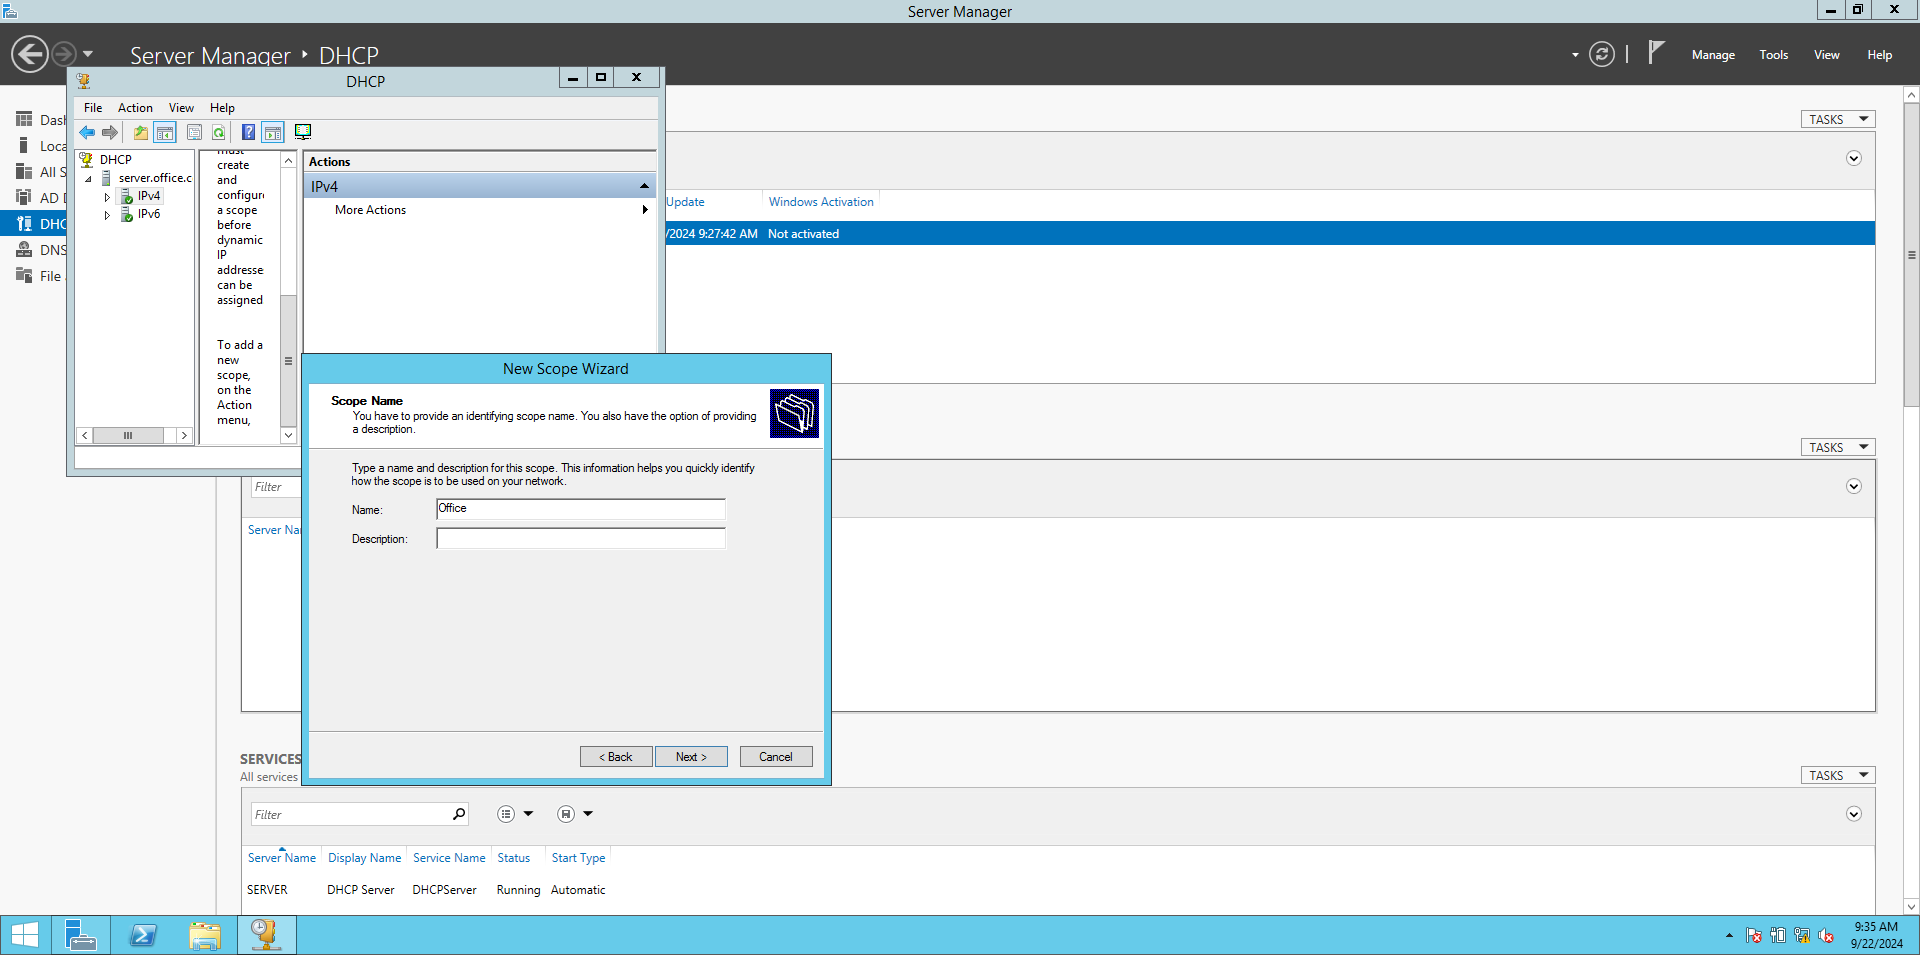 Server Manager
Server Manager ‣ DHCP
Manage
Tools
View
Help
DHCP
File
Action
View
Help
DHCP
server.office.c
IPv4
IPv6
create
and
configure
a scope
before
dynamic
IP
addresse
can be
assigned
To add a
new
scope,
on the
Action
menu,
Actions
IPv4
More Actions
Dash
Loca
All S
AD D
DHC
DNS
File
TASKS
Update
Windows Activation
/2024 9:27:42 AM
Not activated
New Scope Wizard
Scope Name
You have to provide an identifying scope name. You also have the option of providing
a description.
Type a name and description for this scope. This information helps you quickly identify
how the scope is to be used on your network.
Name:
Office
Description:
< Back
Next >
Cancel
TASKS
Filter
Server Nam
SERVICES
All services
TASKS
Filter
Server Name
Display Name
Service Name
Status
Start Type
SERVER
DHCP Server
DHCPServer
Running
Automatic
9:35 AM
9/22/2024